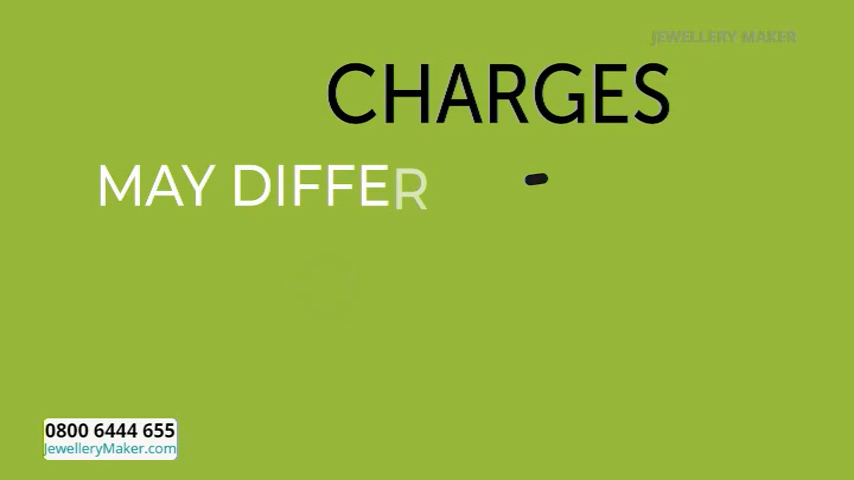 JEWELLERY MAKER
CHARGES
MAY DIFFER
0800 6444 655
JewelleryMaker.com